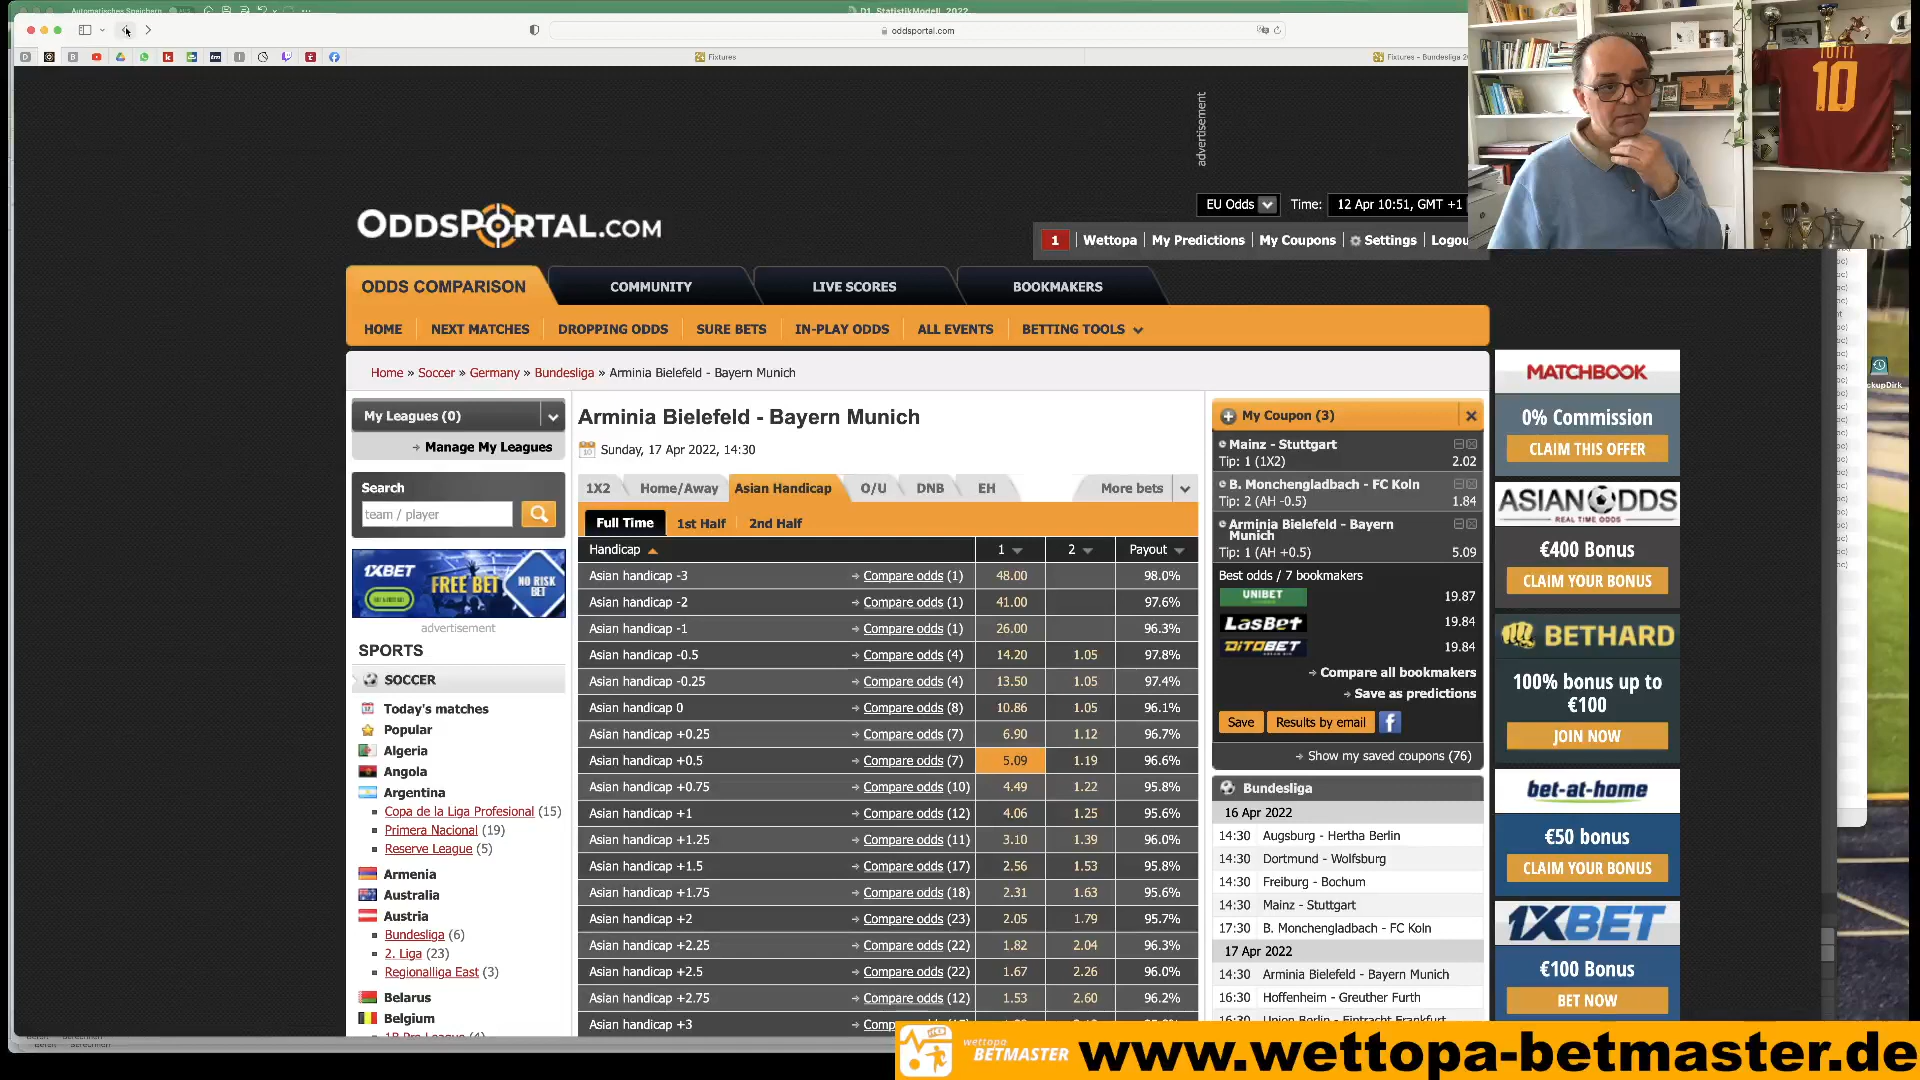 Automatisches Speichern
D1_StatistikModell_2022
oddsportal.com
Fixtures
Fixtures - Bundesliga 2
advertisement
TOTTI
10
ODDSPORTAL.COM
EU Odds
Time:
12 Apr 10:51, GMT +1
1
Wettopa
My Predictions
My Coupons
Settings
Logou
ODDS COMPARISON
COMMUNITY
LIVE SCORES
BOOKMAKERS
HOME
NEXT MATCHES
DROPPING ODDS
SURE BETS
IN-PLAY ODDS
ALL EVENTS
BETTING TOOLS
Home » Soccer » Germany » Bundesliga » Arminia Bielefeld - Bayern Munich
My Leagues (0)
Manage My Leagues
Search
team / player
1XBET
FREE BET
NO RISK BET
advertisement
SPORTS
SOCCER
Today's matches
Popular
Algeria
Angola
Argentina
Copa de la Liga Profesional (15)
Primera Nacional (19)
Reserve League (5)
Armenia
Australia
Austria
Bundesliga (6)
2. Liga (23)
Regionalliga East (3)
Belarus
Belgium
Arminia Bielefeld - Bayern Munich
Sunday, 17 Apr 2022, 14:30
1X2
Home/Away
Asian Handicap
O/U
DNB
EH
More bets
Full Time
1st Half
2nd Half
Handicap 1 2 Payout
Asian handicap -3 Compare odds (1) 48.00 98.0%
Asian handicap -2 Compare odds (1) 41.00 97.6%
Asian handicap -1 Compare odds (1) 26.00 96.3%
Asian handicap -0.5 Compare odds (4) 14.20 1.05 97.8%
Asian handicap -0.25 Compare odds (4) 13.50 1.05 97.4%
Asian handicap 0 Compare odds (8) 10.86 1.05 96.1%
Asian handicap +0.25 Compare odds (7) 6.90 1.12 96.7%
Asian handicap +0.5 Compare odds (7) 5.09 1.19 96.6%
Asian handicap +0.75 Compare odds (10) 4.49 1.22 95.8%
Asian handicap +1 Compare odds (12) 4.06 1.25 95.6%
Asian handicap +1.25 Compare odds (11) 3.10 1.39 96.0%
Asian handicap +1.5 Compare odds (17) 2.56 1.53 95.8%
Asian handicap +1.75 Compare odds (18) 2.31 1.63 95.6%
Asian handicap +2 Compare odds (23) 2.05 1.79 95.7%
Asian handicap +2.25 Compare odds (22) 1.82 2.04 96.3%
Asian handicap +2.5 Compare odds (22) 1.67 2.26 96.0%
Asian handicap +2.75 Compare odds (12) 1.53 2.60 96.2%
Asian handicap +3 Comp
My Coupon (3)
Mainz - Stuttgart
Tip: 1 (1X2) 2.02
B. Monchengladbach - FC Koln
Tip: 2 (AH -0.5) 1.84
Arminia Bielefeld - Bayern
Munich
Tip: 1 (AH +0.5) 5.09
Best odds / 7 bookmakers
UNIBET 19.87
LasBet 19.84
DITOBET 19.84
Compare all bookmakers
Save as predictions
Save
Results by email
Show my saved coupons (76)
Bundesliga
16 Apr 2022
14:30 Augsburg - Hertha Berlin
14:30 Dortmund - Wolfsburg
14:30 Freiburg - Bochum
14:30 Mainz - Stuttgart
17:30 B. Monchengladbach - FC Koln
17 Apr 2022
14:30 Arminia Bielefeld - Bayern Munich
16:30 Hoffenheim - Greuther Furth
16:30 Union Berlin - Eintracht Frankfurt
MATCHBOOK
0% Commission
CLAIM THIS OFFER
ASIANODDS
REAL TIME ODDS
€400 Bonus
CLAIM YOUR BONUS
BETHARD
100% bonus up to
€100
JOIN NOW
bet-at-home
€50 bonus
CLAIM YOUR BONUS
1XBET
€100 Bonus
BET NOW
ckupDirk
wettopa
BETMASTER
www.wettopa-betmaster.de